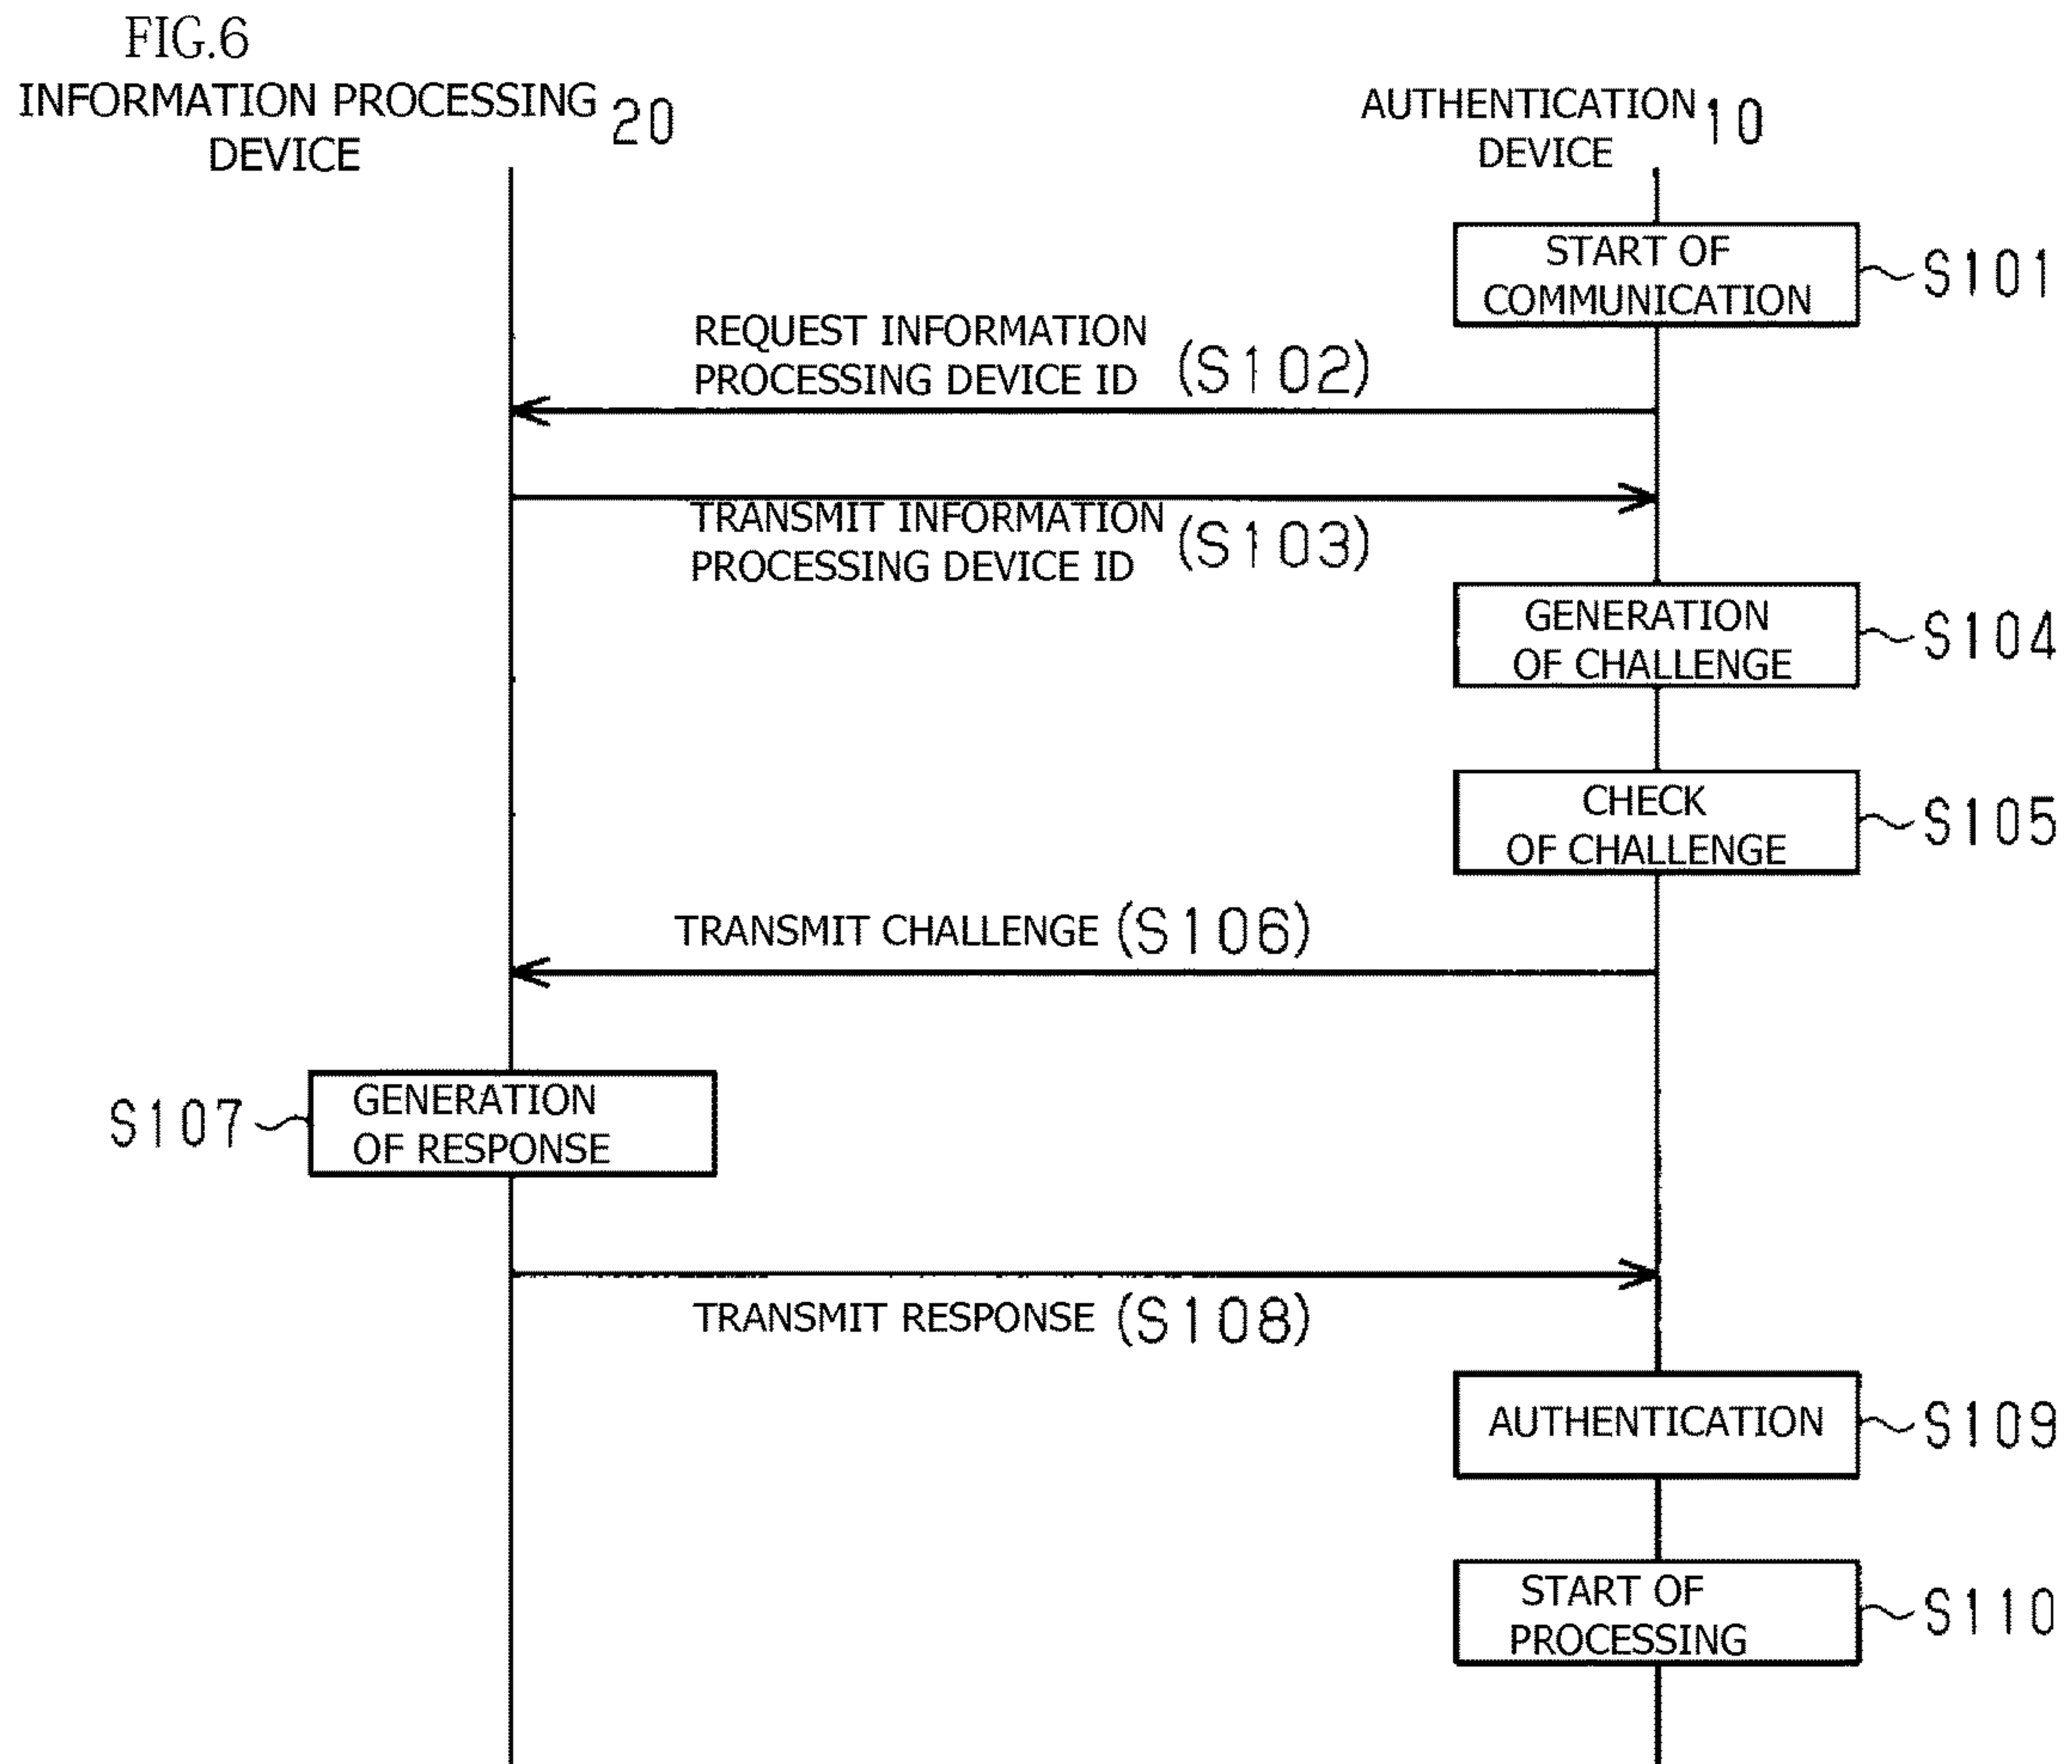 FIG.6
INFORMATION PROCESSING 20
DEVICE
AUTHENTICATION 10
DEVICE
START OF
COMMUNICATION
S101
REQUEST INFORMATION
PROCESSING DEVICE ID (S102)
TRANSMIT INFORMATION
PROCESSING DEVICE ID (S103)
GENERATION
OF CHALLENGE
S104
CHECK
OF CHALLENGE
S105
TRANSMIT CHALLENGE (S106)
S107
GENERATION
OF RESPONSE
TRANSMIT RESPONSE (S108)
AUTHENTICATION
S109
START OF
PROCESSING
S110